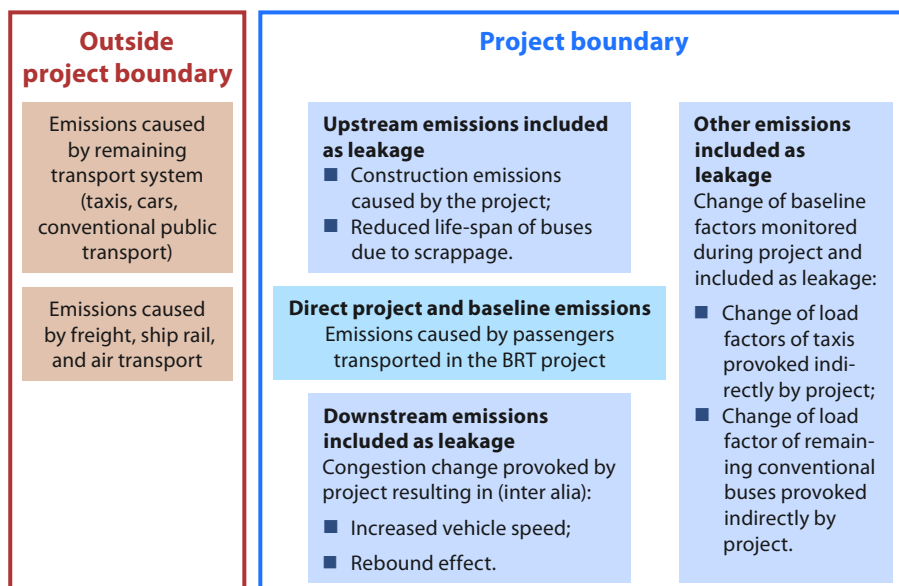 Outside
project boundary
Emissions caused
by remaining
transport system
(taxis, cars,
conventional public
transport)
Emissions caused
by freight, ship rail,
and air transport
Project boundary
Upstream emissions included
as leakage
■ Construction emissions
caused by the project;
■ Reduced life-span of buses
due to scrappage.
Direct project and baseline emissions
Emissions caused by passengers
transported in the BRT project
Downstream emissions
included as leakage
Congestion change provoked by
project resulting in (inter alia):
■ Increased vehicle speed;
■ Rebound effect.
Other emissions
included as
leakage
Change of baseline
factors monitored
during project and
included as leakage:
■ Change of load
factors of taxis
provoked indi-
rectly by project;
■ Change of load
factor of remain-
ing conventional
buses provoked
indirectly by
project.